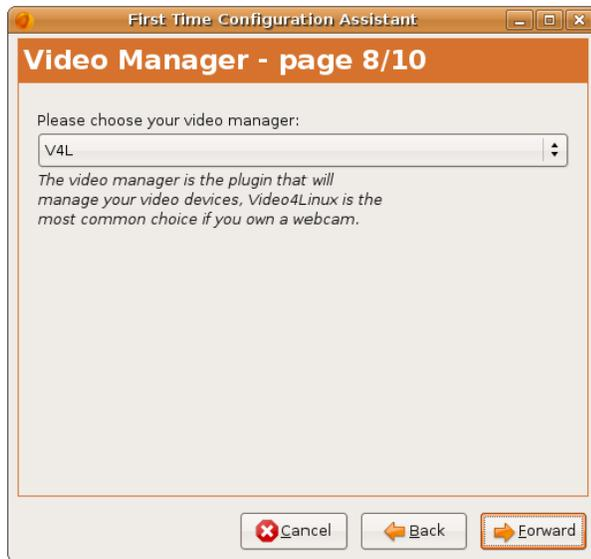 First Time Configuration Assistant
Video Manager - page 8/10
Please choose your video manager:
V4L
The video manager is the plugin that will
manage your video devices, Video4Linux is the
most common choice if you own a webcam.
Cancel
Back
Forward